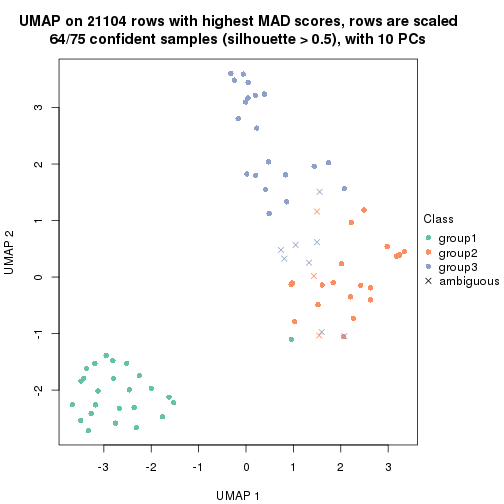 UMAP on 21104 rows with highest MAD scores, rows are scaled
64/75 confident samples (silhouette > 0.5), with 10 PCs
3
2
1
0
-1
-2
UMAP 2
-3
-2
-1
0
1
2
3
UMAP 1
Class
group1
group2
group3
ambiguous